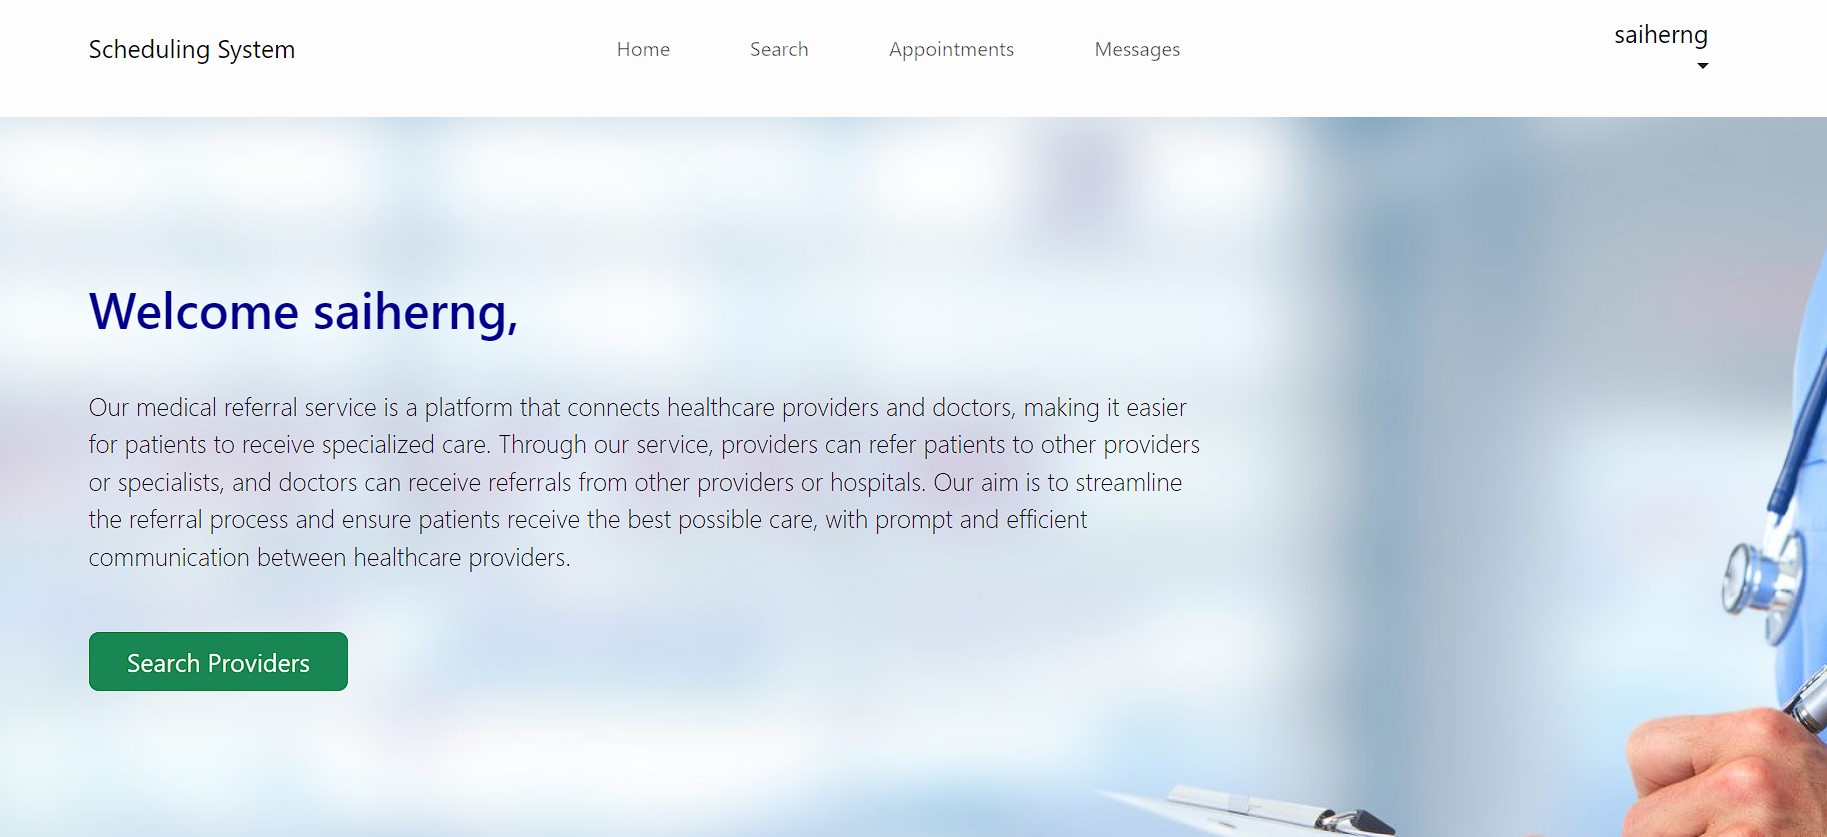 Scheduling System
Home
Search
Appointments
Messages
saiherng
Welcome saiherng,
Our medical referral service is a platform that connects healthcare providers and doctors, making it easier
for patients to receive specialized care. Through our service, providers can refer patients to other providers
or specialists, and doctors can receive referrals from other providers or hospitals. Our aim is to streamline
the referral process and ensure patients receive the best possible care, with prompt and efficient
communication between healthcare providers.
Search Providers